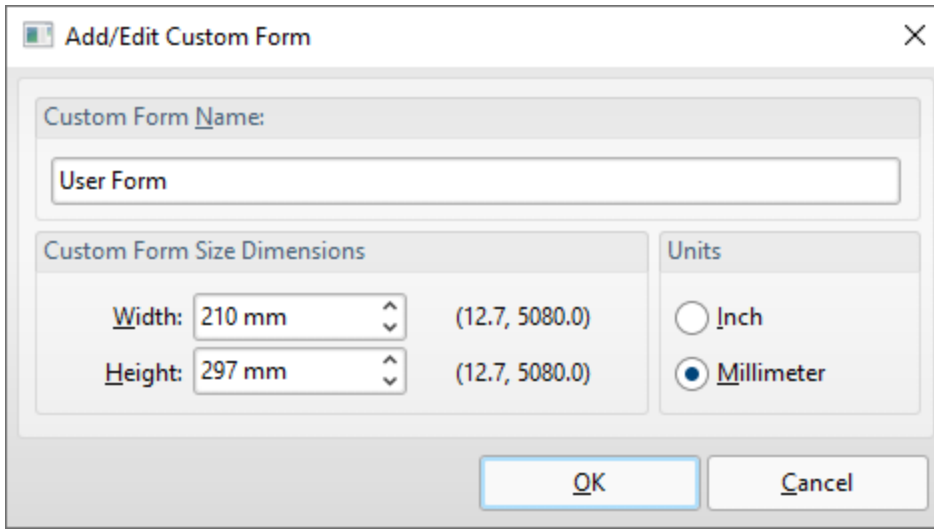 Add/Edit Custom Form
Custom Form Name:
User Form
Custom Form Size Dimensions
Width: 210 mm (12.7, 5080.0)
Height: 297 mm (12.7, 5080.0)
Units
Inch
Millimeter
OK Cancel